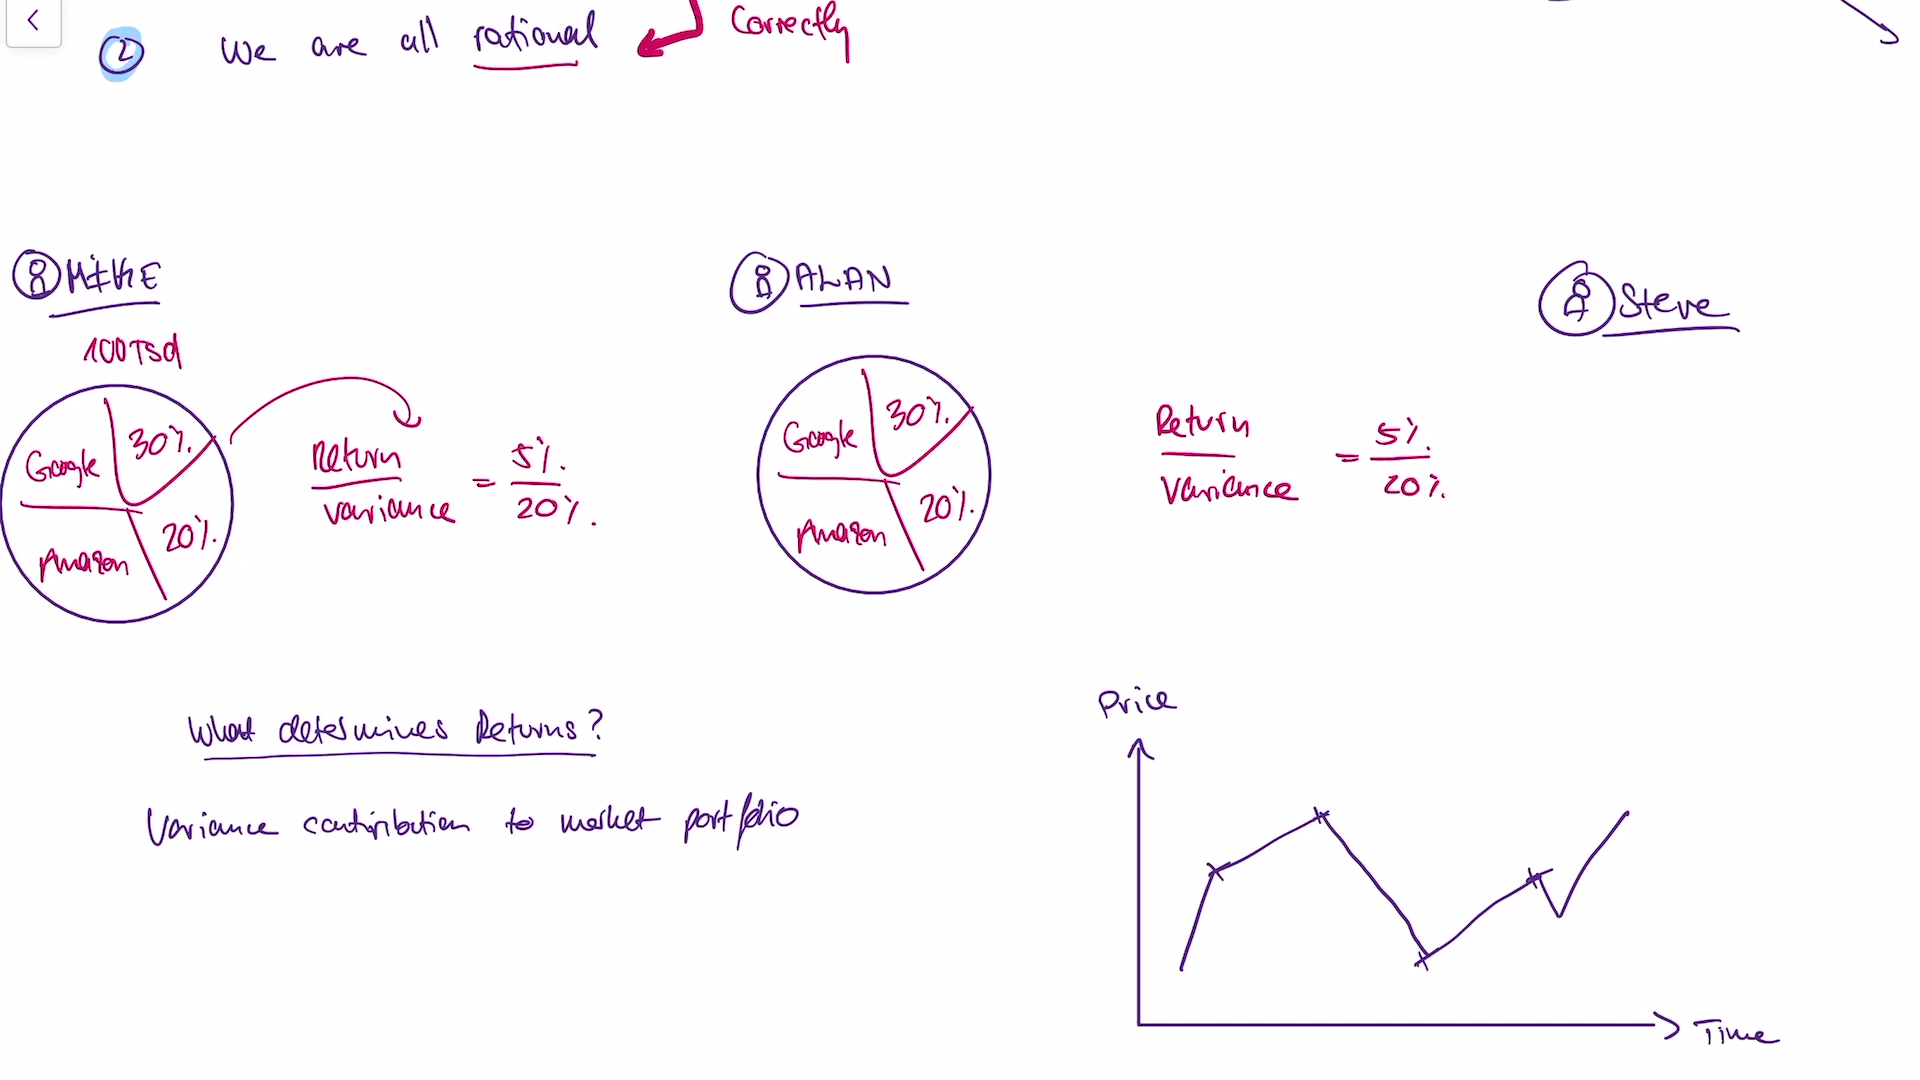 Correctly
2 We are all rational
MIKE
100Tsd
Google 30%.
Amazon 20%.
Return
Variance
= 5%.
20%.
ALAN
Google 30%.
Amazon 20%.
Return
Variance
= 5%.
20%.
Steve
What determines Returns?
Variance contribution to market portfolio
Price
Time